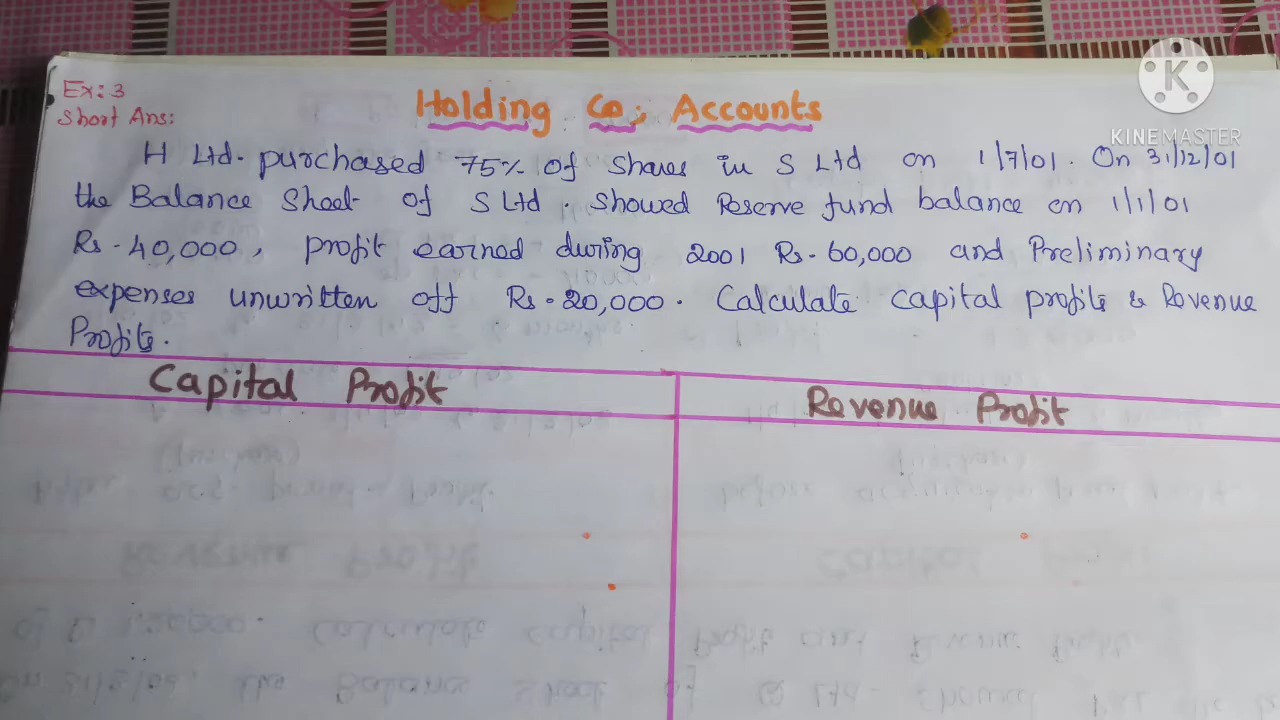 Ex: 3
Short Ans:
Holding Co; Accounts
H Ltd. purchased 75% of shares in S Ltd on 1/7/01. On 31/12/01
the Balance Sheet of S Ltd. showed Reserve fund balance on 1/1/01
Rs. 40,000, profit earned during 2001 Rs. 60,000 and Preliminary
expenses unwritten off Rs. 20,000. Calculate capital profits & Revenue
Profits.
Capital Profit
Revenue Profit
K
KINEMASTER